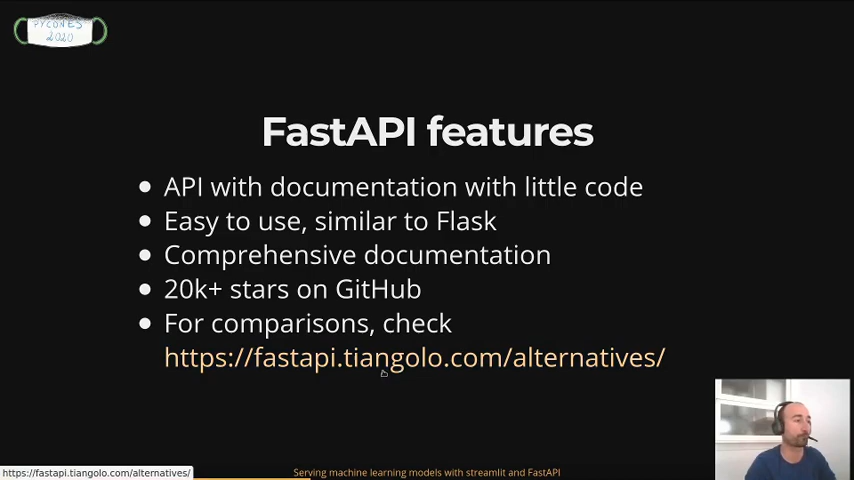 PYCONES
2020
FastAPI features
API with documentation with little code
Easy to use, similar to Flask
Comprehensive documentation
20k+ stars on GitHub
For comparisons, check
https://fastapi.tiangolo.com/alternatives/
https://fastapi.tiangolo.com/alternatives/
Serving machine learning models with streamlit and FastAPI